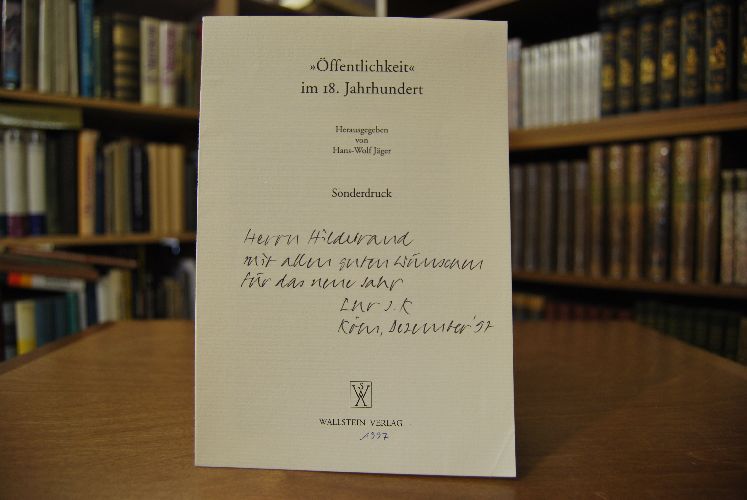 »Öffentlichkeit«
im 18. Jahrhundert
Herausgegeben
von
Hans-Wolf Jäger
Sonderdruck
Herrn Hildebrand
mit allen guten Wünschen
für das neue Jahr
Ihr J. K
Köln, Dezember '97
WALLSTEIN VERLAG
1997